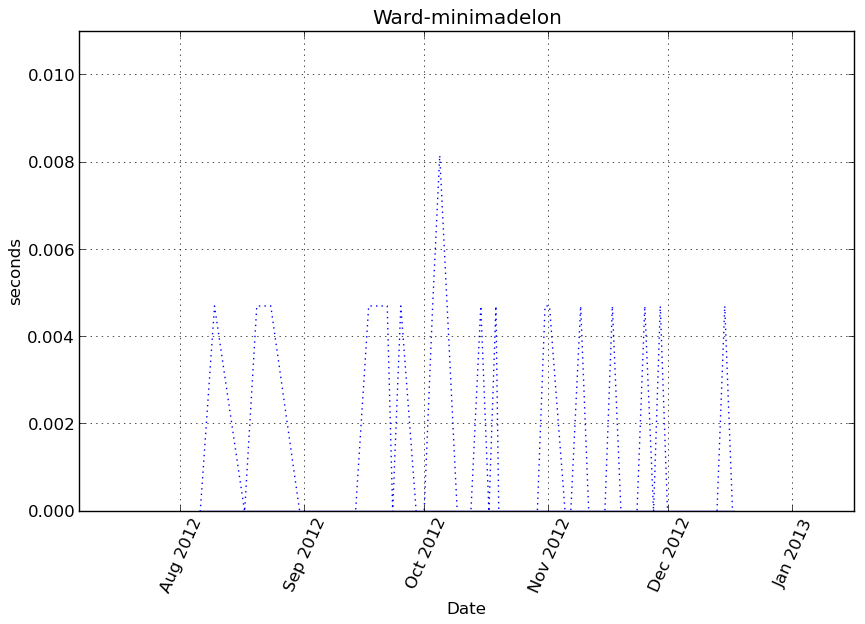 Ward-minimadelon
0.010
0.008
0.006
0.004
0.002
0.000
seconds
Aug 2012
Sep 2012
Oct 2012
Nov 2012
Dec 2012
Jan 2013
Date